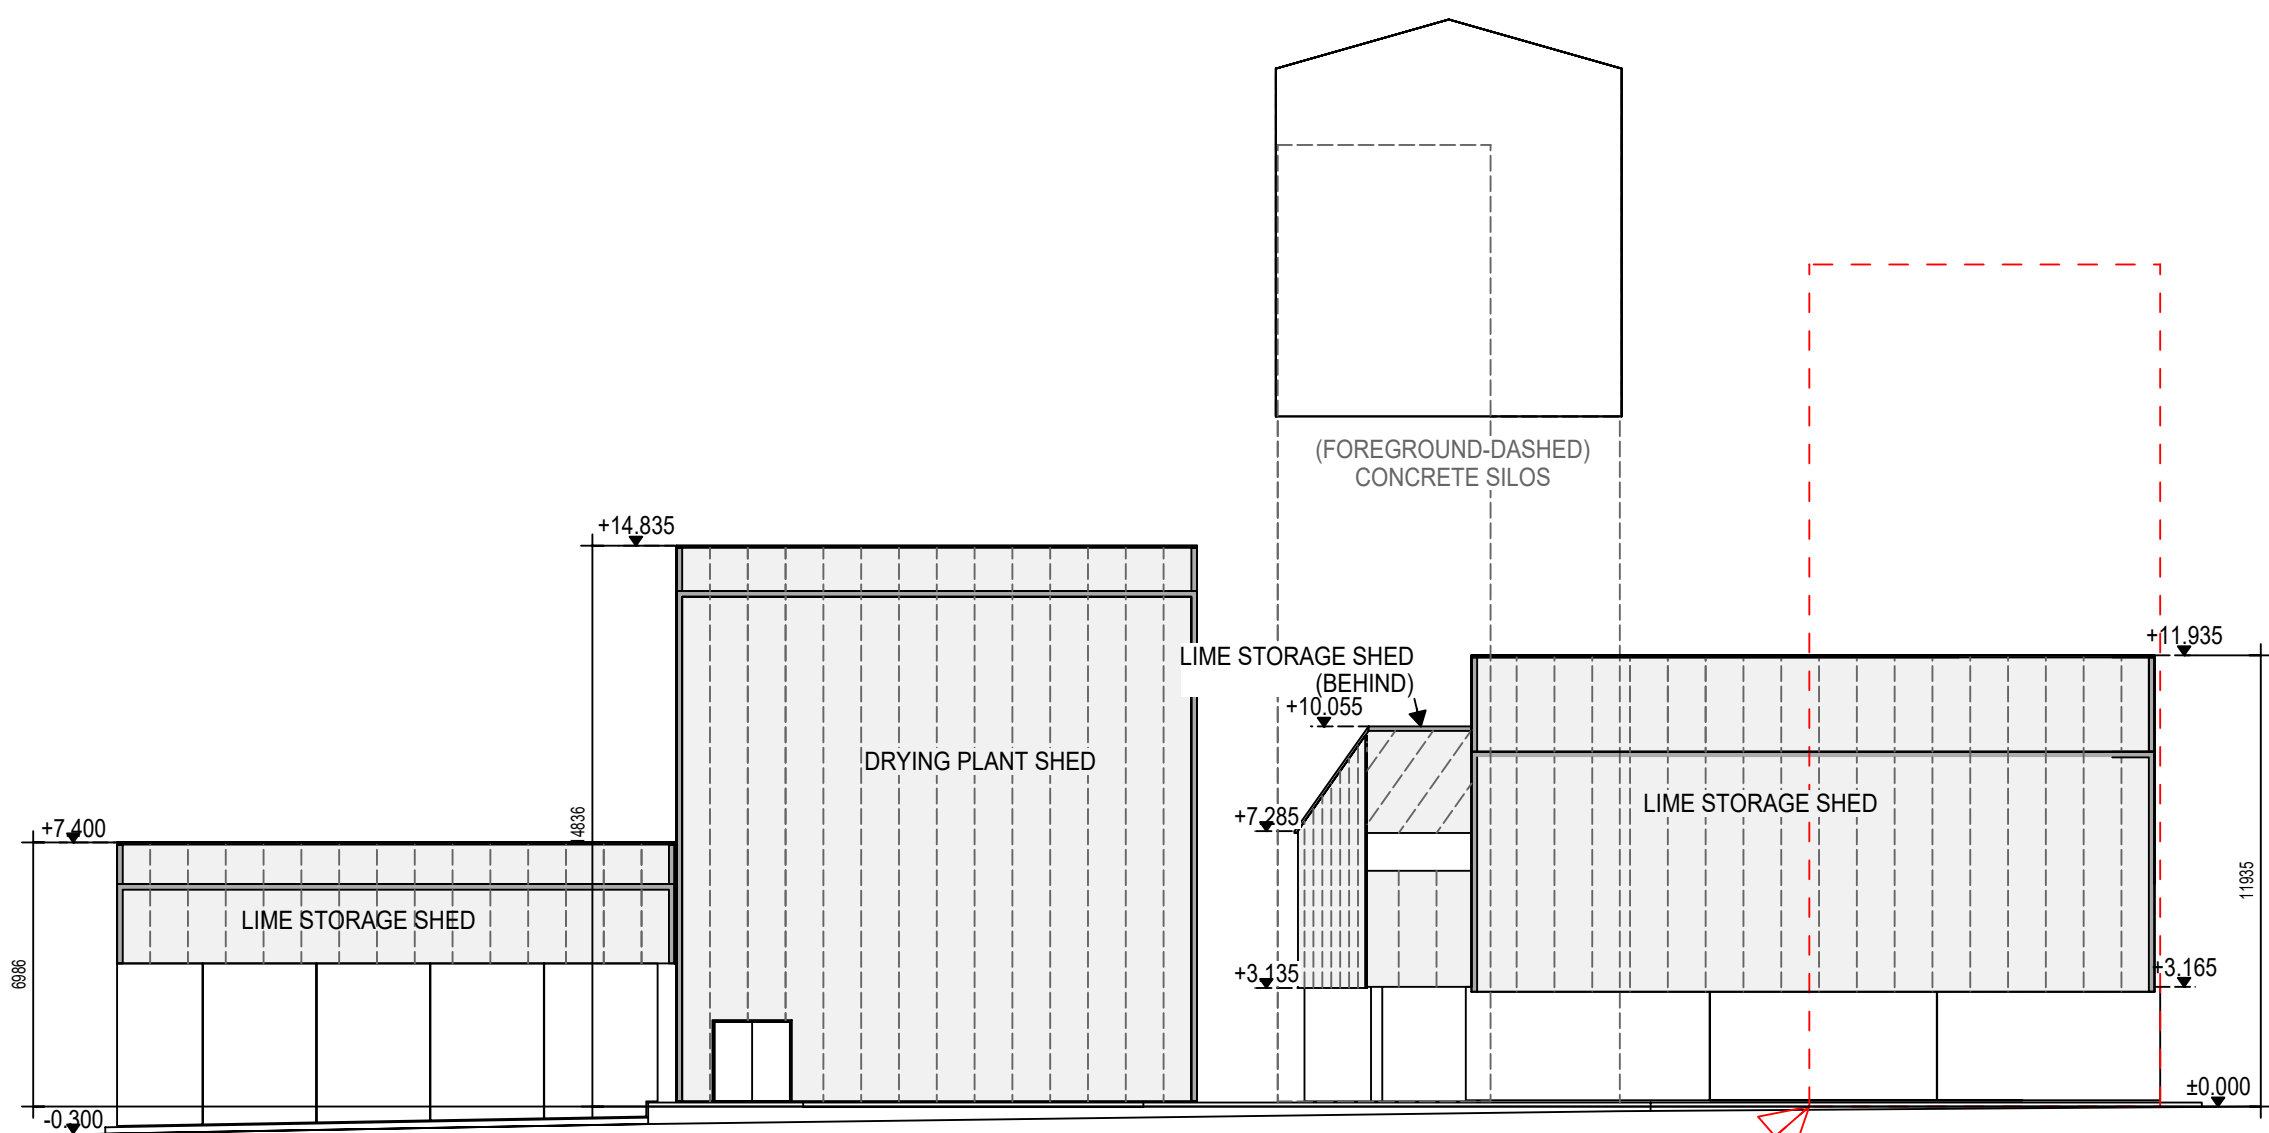 (FOREGROUND-DASHED)
CONCRETE SILOS
+14.835
+11.935
LIME STORAGE SHED
(BEHIND)
+10.055
DRYING PLANT SHED
LIME STORAGE SHED
+7.285
+7.400
4836
11935
LIME STORAGE SHED
6986
+3.135
+3.165
±0.000
-0.300